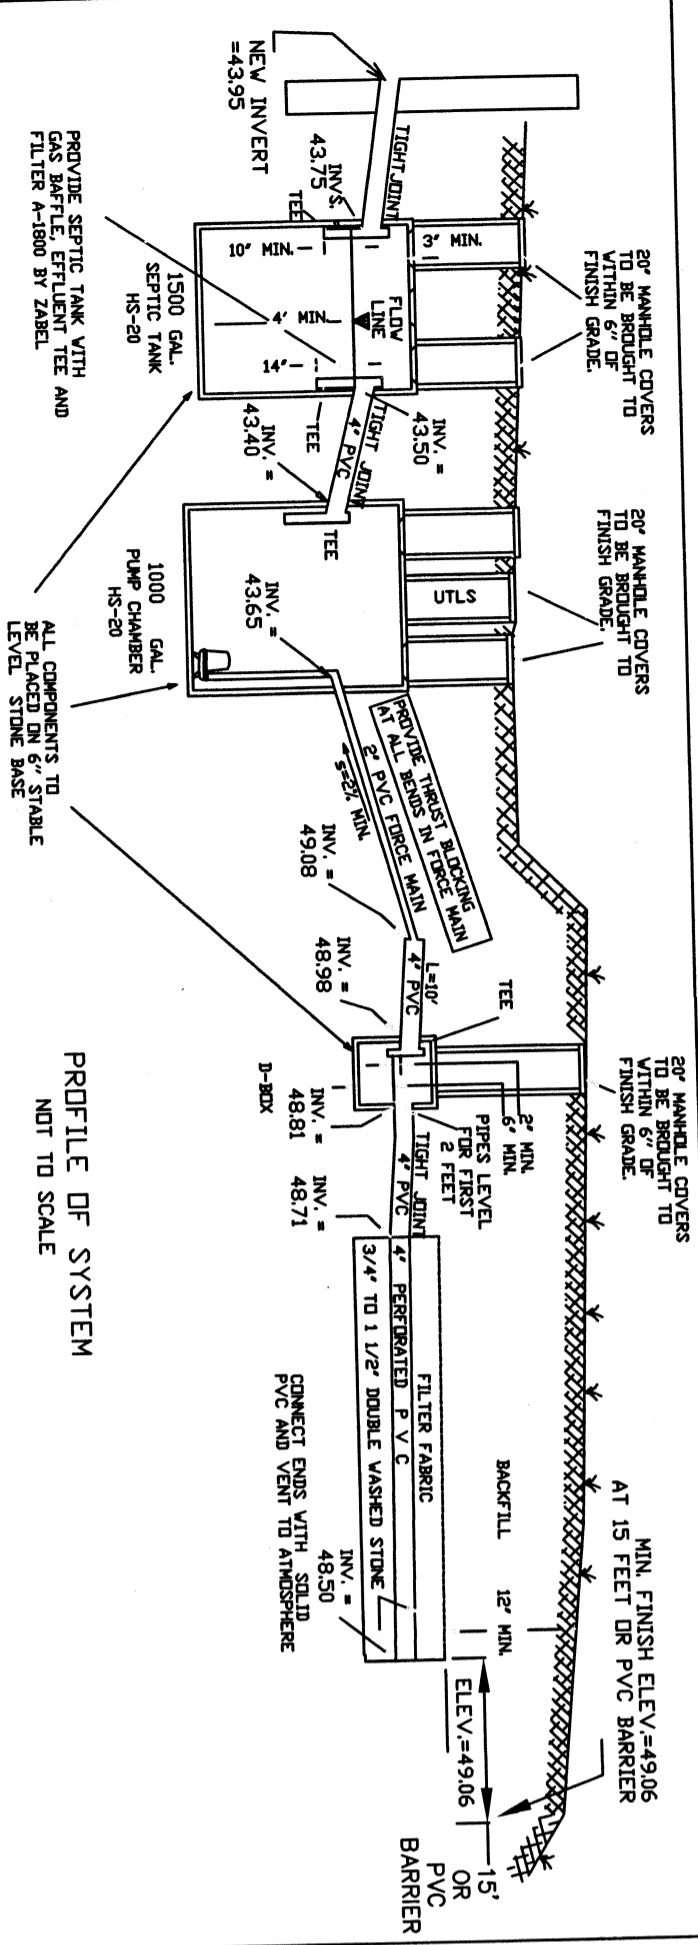 NEW INVERT
=43.95
TIGHTJOINT
INVS.
43.75
TEE
10" MIN.
3" MIN.
FLOW
LINE
4' MIN.
14"
TEE
1500 GAL.
SEPTIC TANK
HS-20
PROVIDE SEPTIC TANK WITH
GAS BAFFLE, EFFLUENT TEE AND
FILTER A-1800 BY ZABEL
20" MANHOLE COVERS
TO BE BROUGHT TO
WITHIN 6" OF
FINISH GRADE.
INV. =
43.50
TIGHT JOINT
4" PVC
INV. =
43.40
TEE
20" MANHOLE COVERS
TO BE BROUGHT TO
FINISH GRADE.
UTLS
INV. =
43.65
1000 GAL.
PUMP CHAMBER
HS-20
ALL COMPONENTS TO
BE PLACED ON 6" STABLE
LEVEL STONE BASE
PROVIDE THRUST BLOCKING
AT ALL BENDS IN FORCE MAIN
2" PVC FORCE MAIN
s=2% MIN.
INV. =
49.08
L=10'
4" PVC
INV. =
48.98
TEE
20" MANHOLE COVERS
TO BE BROUGHT TO
WITHIN 6" OF
FINISH GRADE.
2" MIN.
6" MIN.
PIPES LEVEL
FOR FIRST
2 FEET
D-BOX
INV. =
48.81
TIGHT JOINT
4" PVC
INV. =
48.71
FILTER FABRIC
4" PERFORATED P V C
3/4" TO 1 1/2" DOUBLE WASHED STONE
CONNECT ENDS WITH SOLID
PVC AND VENT TO ATMOSPHERE
INV. =
48.50
BACKFILL
12" MIN.
MIN. FINISH ELEV.=49.06
AT 15 FEET OR PVC BARRIER
ELEV.=49.06
15'
OR
PVC
BARRIER
PROFILE OF SYSTEM
NOT TO SCALE